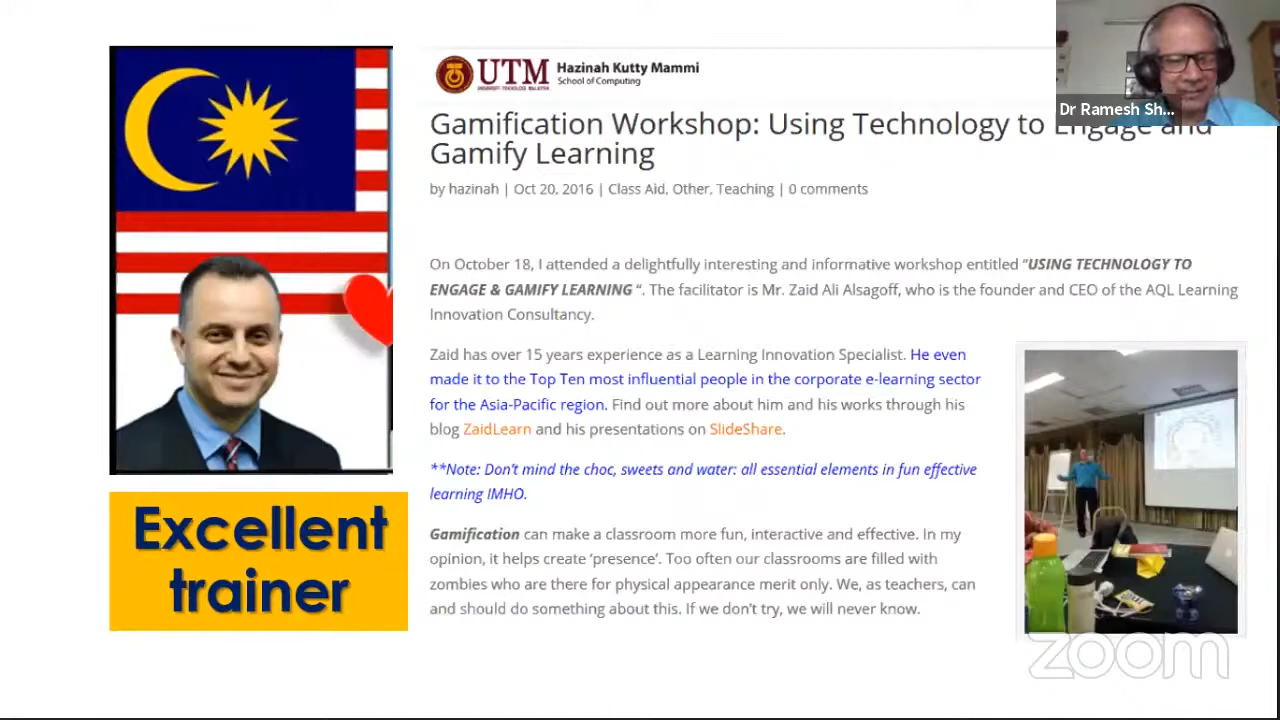 UTM
UNIVERSITI TEKNOLOGI MALAYSIA
Hazinah Kutty Mammi
School of Computing
Dr Ramesh Sh...
Gamification Workshop: Using Technology to Engage and
Gamify Learning
by hazinah | Oct 20, 2016 | Class Aid, Other, Teaching | 0 comments
On October 18, I attended a delightfully interesting and informative workshop entitled "USING TECHNOLOGY TO
ENGAGE & GAMIFY LEARNING “. The facilitator is Mr. Zaid Ali Alsagoff, who is the founder and CEO of the AQL Learning
Innovation Consultancy.
Zaid has over 15 years experience as a Learning Innovation Specialist. He even
made it to the Top Ten most influential people in the corporate e-learning sector
for the Asia-Pacific region. Find out more about him and his works through his
blog ZaidLearn and his presentations on SlideShare.
**Note: Don’t mind the choc, sweets and water: all essential elements in fun effective
learning IMHO.
Gamification can make a classroom more fun, interactive and effective. In my
opinion, it helps create ‘presence’. Too often our classrooms are filled with
zombies who are there for physical appearance merit only. We, as teachers, can
and should do something about this. If we don’t try, we will never know.
Excellent
trainer
zoom